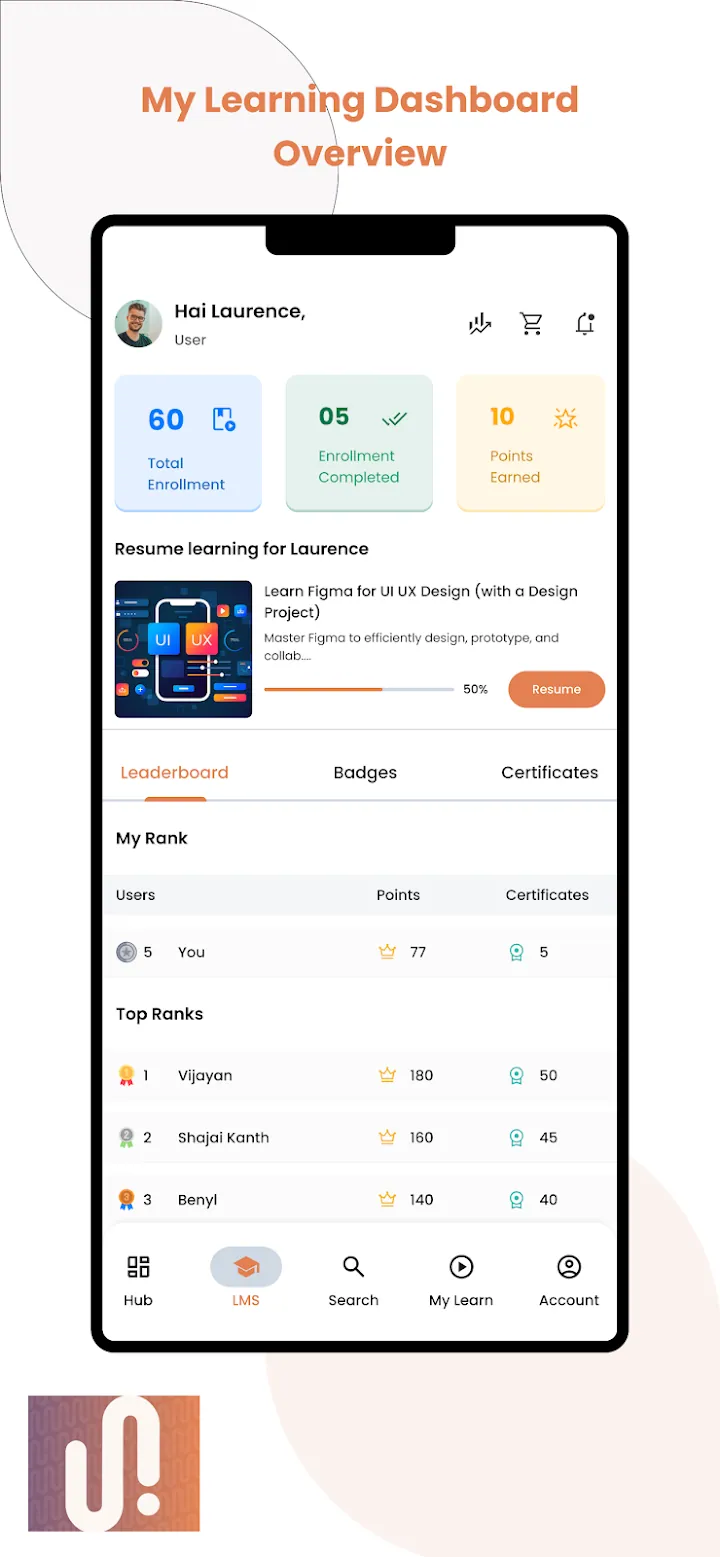 My Learning Dashboard
Overview
Hai Laurence,
User
60
Total
Enrollment
05
Enrollment
Completed
10
Points
Earned
Resume learning for Laurence
UI UX
Learn Figma for UI UX Design (with a Design
Project)
Master Figma to efficiently design, prototype, and
collab....
50% Resume
Leaderboard Badges Certificates
My Rank
Users Points Certificates
5 You 77 5
Top Ranks
1 Vijayan 180 50
2 Shajai Kanth 160 45
3 Benyl 140 40
Hub LMS Search My Learn Account